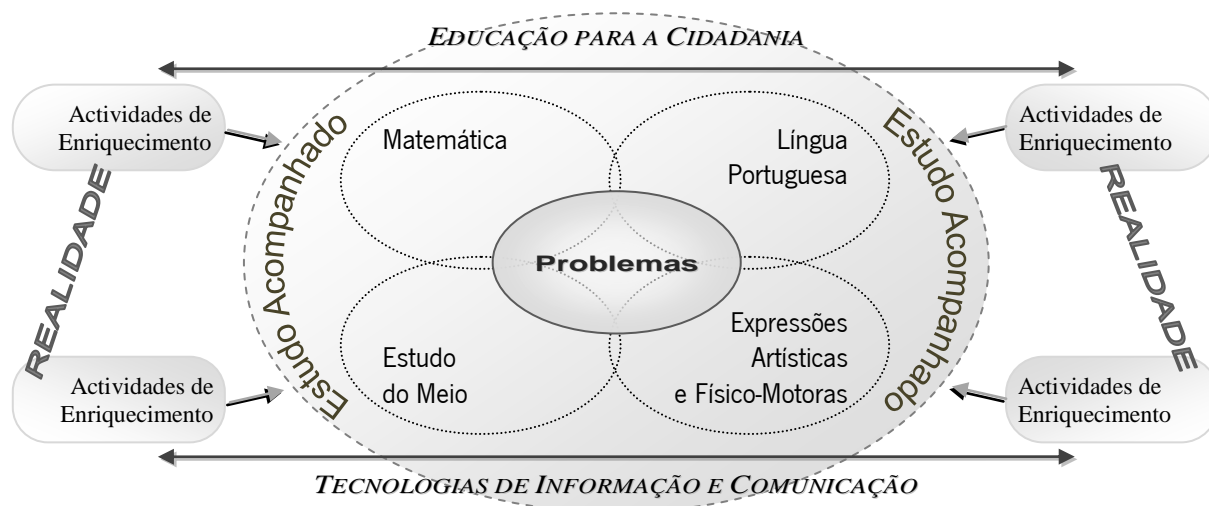 EDUCAÇÃO PARA A CIDADANIA
Actividades de
Enriquecimento
Actividades de
Enriquecimento
REALIDADE
Estudo Acompanhado
Matemática
Língua
Portuguesa
Estudo Acompanhado
REALIDADE
Problemas
Estudo
do Meio
Expressões
Artísticas
e Físico-Motoras
Actividades de
Enriquecimento
Actividades de
Enriquecimento
TECNOLOGIAS DE INFORMAÇÃO E COMUNICAÇÃO